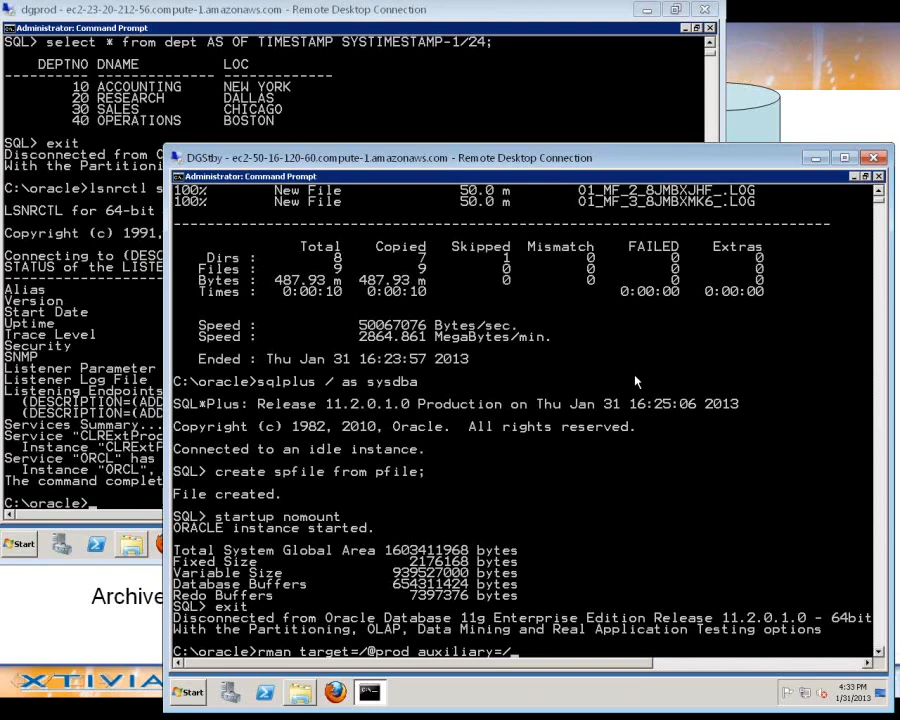 dgprod - ec2-23-20-212-56.compute-1.amazonaws.com - Remote Desktop Connection
Administrator: Command Prompt
SQL> select * from dept AS OF TIMESTAMP SYSTIMESTAMP-1/24;
DEPTNO DNAME LOC
---------- -------------- -------------
10 ACCOUNTING NEW YORK
20 RESEARCH DALLAS
30 SALES CHICAGO
40 OPERATIONS BOSTON
SQL> exit
Disconnected from O
With the Partitioni
C:\oracle>lsnrctl s
LSNRCTL for 64-bit
Copyright (c) 1991,
Connecting to (DESC
STATUS of the LISTE
Alias
Version
Start Date
Uptime
Trace Level
Security
SNMP
Listener Parameter
Listener Log File
Listening Endpoints
(DESCRIPTION=(ADD
(DESCRIPTION=(ADD
Services Summary...
Service "CLRExtProc
Instance "CLRExtP
Service "ORCL" has
Instance "ORCL",
The command complet
C:\oracle>_
Start
Archive
XTIVIA
DGStby - ec2-50-16-120-60.compute-1.amazonaws.com - Remote Desktop Connection
Administrator: Command Prompt
100% New File 50.0 m O1_MF_2_8JMBXJHF_.LOG
100% New File 50.0 m O1_MF_3_8JMBXMK6_.LOG
------------------------------------------------------------------------------
Total Copied Skipped Mismatch FAILED Extras
Dirs : 8 7 1 0 0 0
Files : 9 9 0 0 0 0
Bytes : 487.93 m 487.93 m 0 0 0 0
Times : 0:00:10 0:00:10 0:00:00 0:00:00
Speed : 50067076 Bytes/sec.
Speed : 2864.861 MegaBytes/min.
Ended : Thu Jan 31 16:23:57 2013
C:\oracle>sqlplus / as sysdba
SQL*Plus: Release 11.2.0.1.0 Production on Thu Jan 31 16:25:06 2013
Copyright (c) 1982, 2010, Oracle. All rights reserved.
Connected to an idle instance.
SQL> create spfile from pfile;
File created.
SQL> startup nomount
ORACLE instance started.
Total System Global Area 1603411968 bytes
Fixed Size 2176168 bytes
Variable Size 939527000 bytes
Database Buffers 654311424 bytes
Redo Buffers 7397376 bytes
SQL> exit
Disconnected from Oracle Database 11g Enterprise Edition Release 11.2.0.1.0 - 64bit
With the Partitioning, OLAP, Data Mining and Real Application Testing options
C:\oracle>rman target=/@prod auxiliary=/_
Start
4:33 PM
1/31/2013